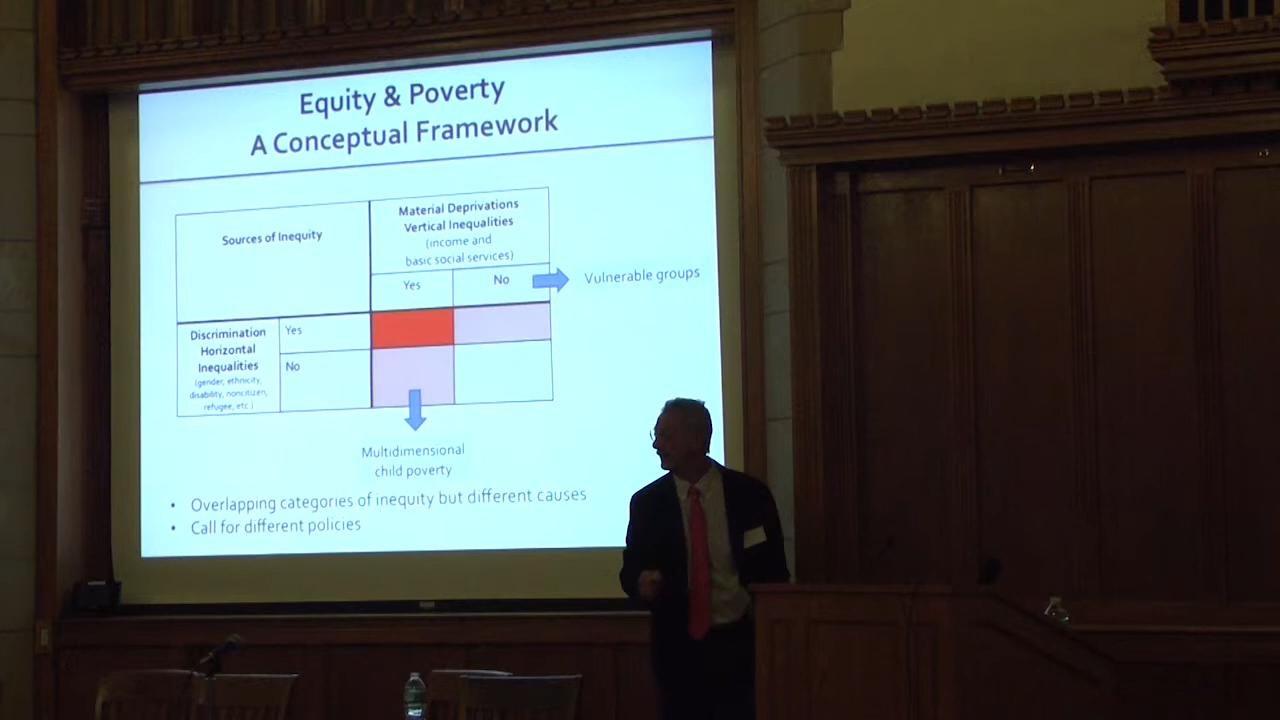 Equity & Poverty
A Conceptual Framework
Sources of Inequity
Material Deprivations
Vertical Inequalities
(income and
basic social services)
Yes
No
Vulnerable groups
Discrimination
Horizontal
Inequalities
(gender, ethnicity,
disability, noncitizen,
refugee, etc.)
Yes
No
Multidimensional
child poverty
• Overlapping categories of inequity but different causes
• Call for different policies